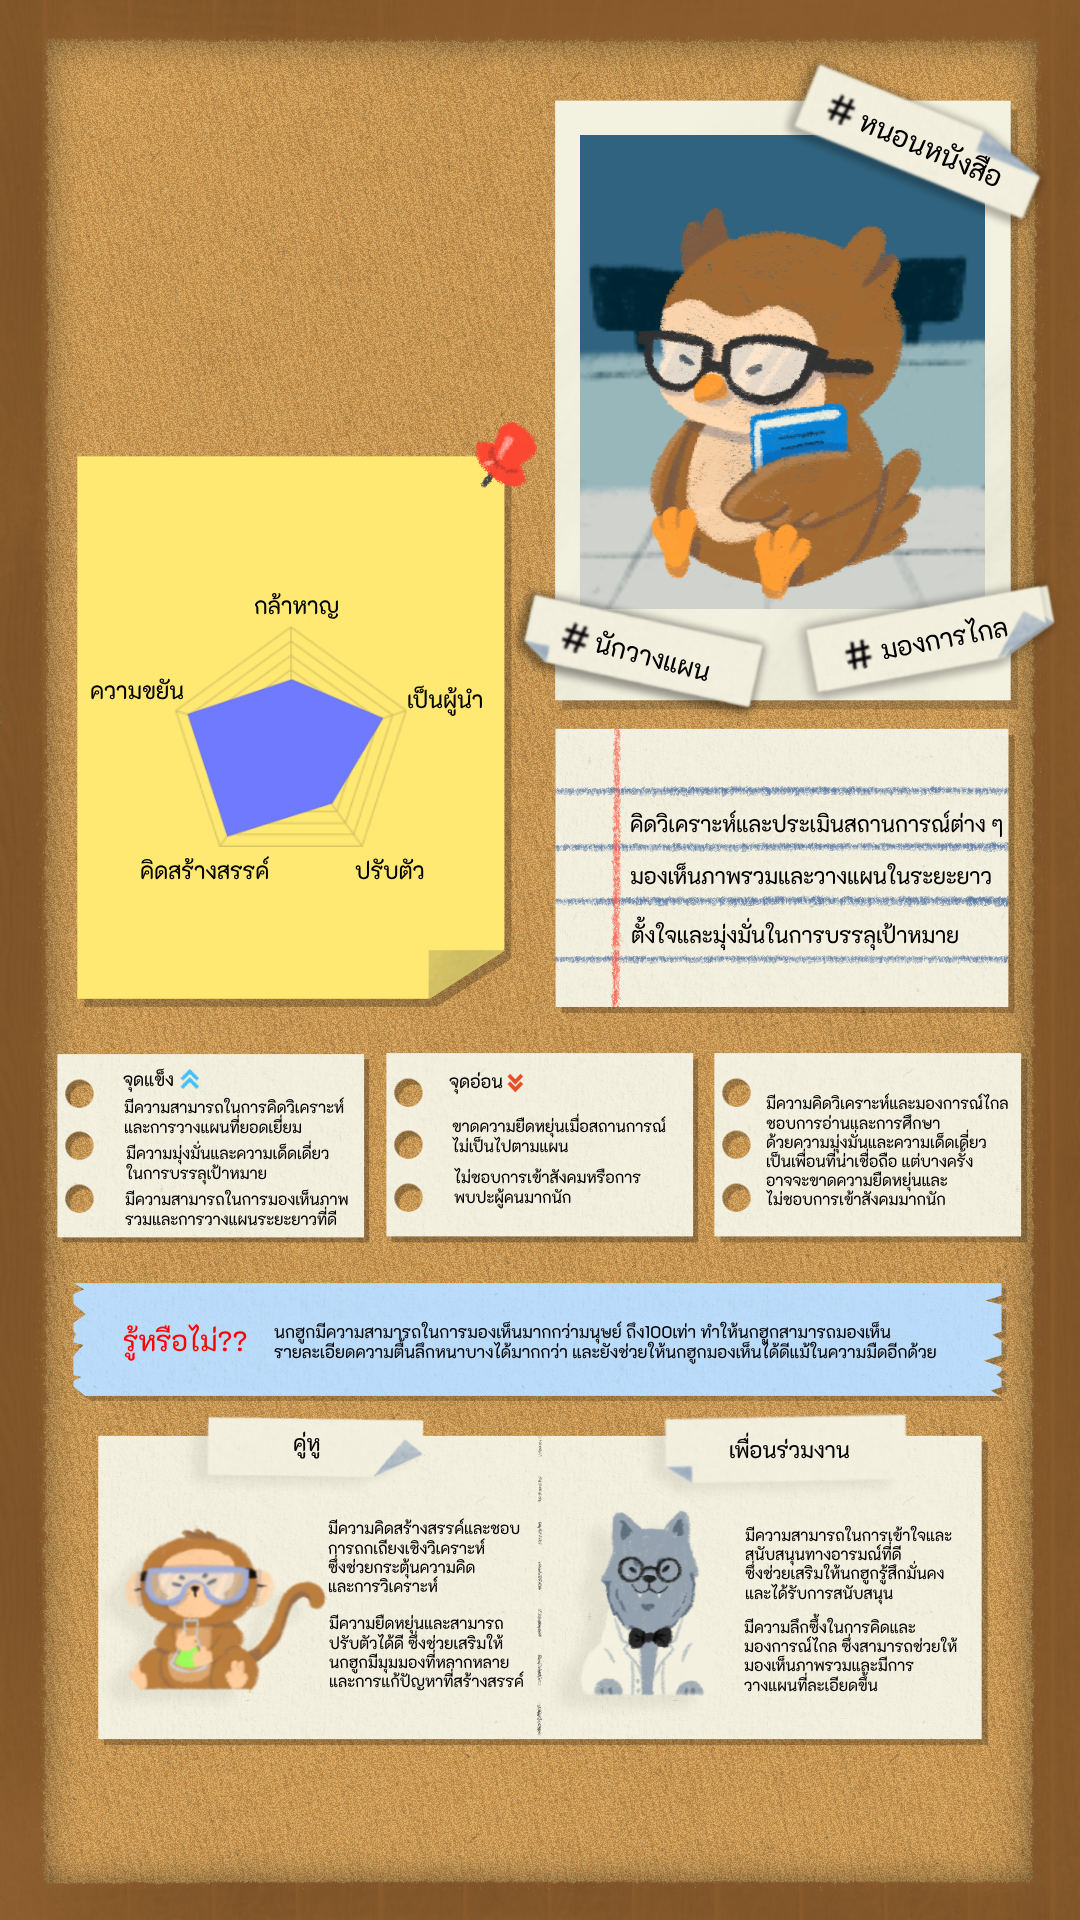 # หนอนหนังสือ
# นักวางแผน
# มองการไกล
กล้าหาญ
ความขยัน
เป็นผู้นำ
คิดสร้างสรรค์
ปรับตัว
คิดวิเคราะห์และประเมินสถานการณ์ต่าง ๆ
มองเห็นภาพรวมและวางแผนในระยะยาว
ตั้งใจและมุ่งมั่นในการบรรลุเป้าหมาย
จุดแข็ง
มีความสามารถในการคิดวิเคราะห์
และการวางแผนที่ยอดเยี่ยม
มีความมุ่งมั่นและความเด็ดเดี่ยว
ในการบรรลุเป้าหมาย
มีความสามารถในการมองเห็นภาพ
รวมและการวางแผนระยะยาวที่ดี
จุดอ่อน
ขาดความยืดหยุ่นเมื่อสถานการณ์
ไม่เป็นไปตามแผน
ไม่ชอบการเข้าสังคมหรือการ
พบปะผู้คนมากนัก
มีความคิดวิเคราะห์และมองการณ์ไกล
ชอบการอ่านและการศึกษา
ด้วยความมุ่งมั่นและความเด็ดเดี่ยว
เป็นเพื่อนที่น่าเชื่อถือ แต่บางครั้ง
อาจจะขาดความยืดหยุ่นและ
ไม่ชอบการเข้าสังคมมากนัก
รู้หรือไม่??
นกฮูกมีความสามารถในการมองเห็นมากกว่ามนุษย์ ถึง100เท่า ทำให้นกฮูกสามารถมองเห็น
รายละเอียดความตื้นลึกหนาบางได้มากกว่า และยังช่วยให้นกฮูกมองเห็นได้ดีแม้ในความมืดอีกด้วย
คู่หู
มีความคิดสร้างสรรค์และชอบ
การถกเถียงเชิงวิเคราะห์
ซึ่งช่วยกระตุ้นความคิด
และการวิเคราะห์
มีความยืดหยุ่นและสามารถ
ปรับตัวได้ดี ซึ่งช่วยเสริมให้
นกฮูกมีมุมมองที่หลากหลาย
และการแก้ปัญหาที่สร้างสรรค์
เพื่อนร่วมงาน
มีความสามารถในการเข้าใจและ
สนับสนุนทางอารมณ์ที่ดี
ซึ่งช่วยเสริมให้นกฮูกรู้สึกมั่นคง
และได้รับการสนับสนุน
มีความลึกซึ้งในการคิดและ
มองการณ์ไกล ซึ่งสามารถช่วยให้
มองเห็นภาพรวมและมีการ
วางแผนที่ละเอียดขึ้น